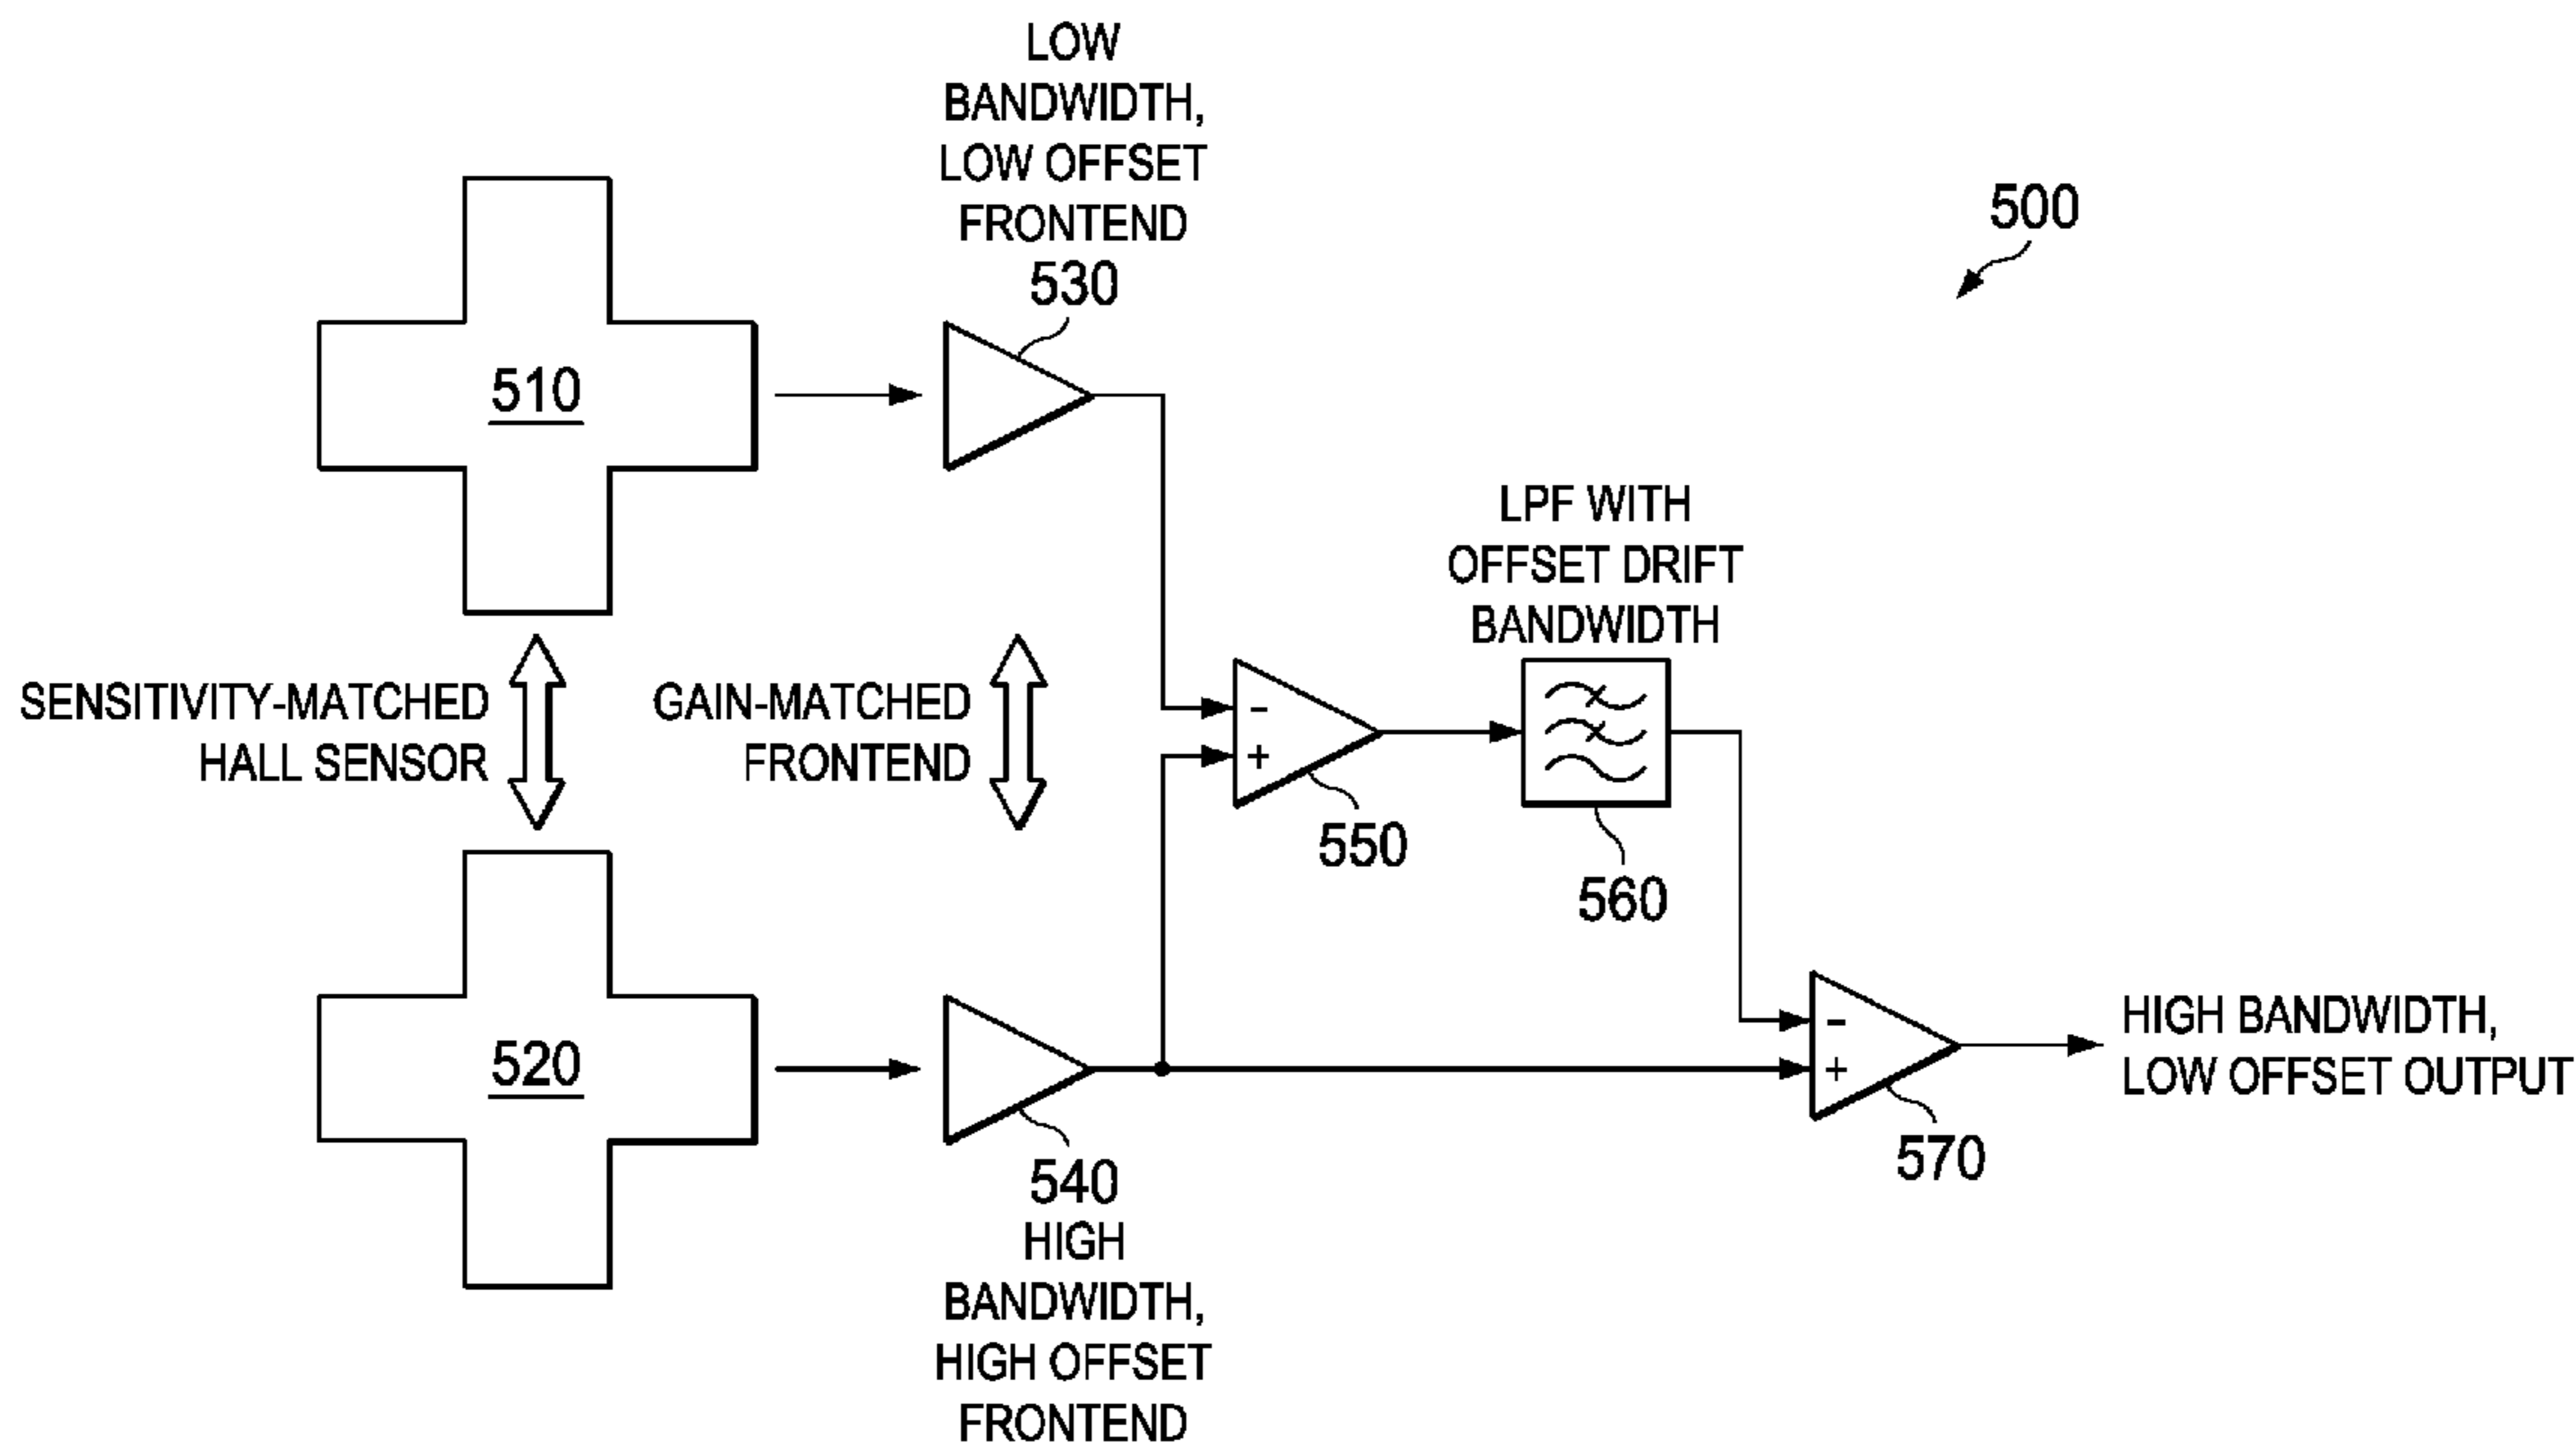 LOW
BANDWIDTH,
LOW OFFSET
FRONTEND
530
500
510
LPF WITH
OFFSET DRIFT
BANDWIDTH
SENSITIVITY-MATCHED
HALL SENSOR
GAIN-MATCHED
FRONTEND
-
+
550
560
520
-
+
570
HIGH BANDWIDTH,
LOW OFFSET OUTPUT
540
HIGH
BANDWIDTH,
HIGH OFFSET
FRONTEND